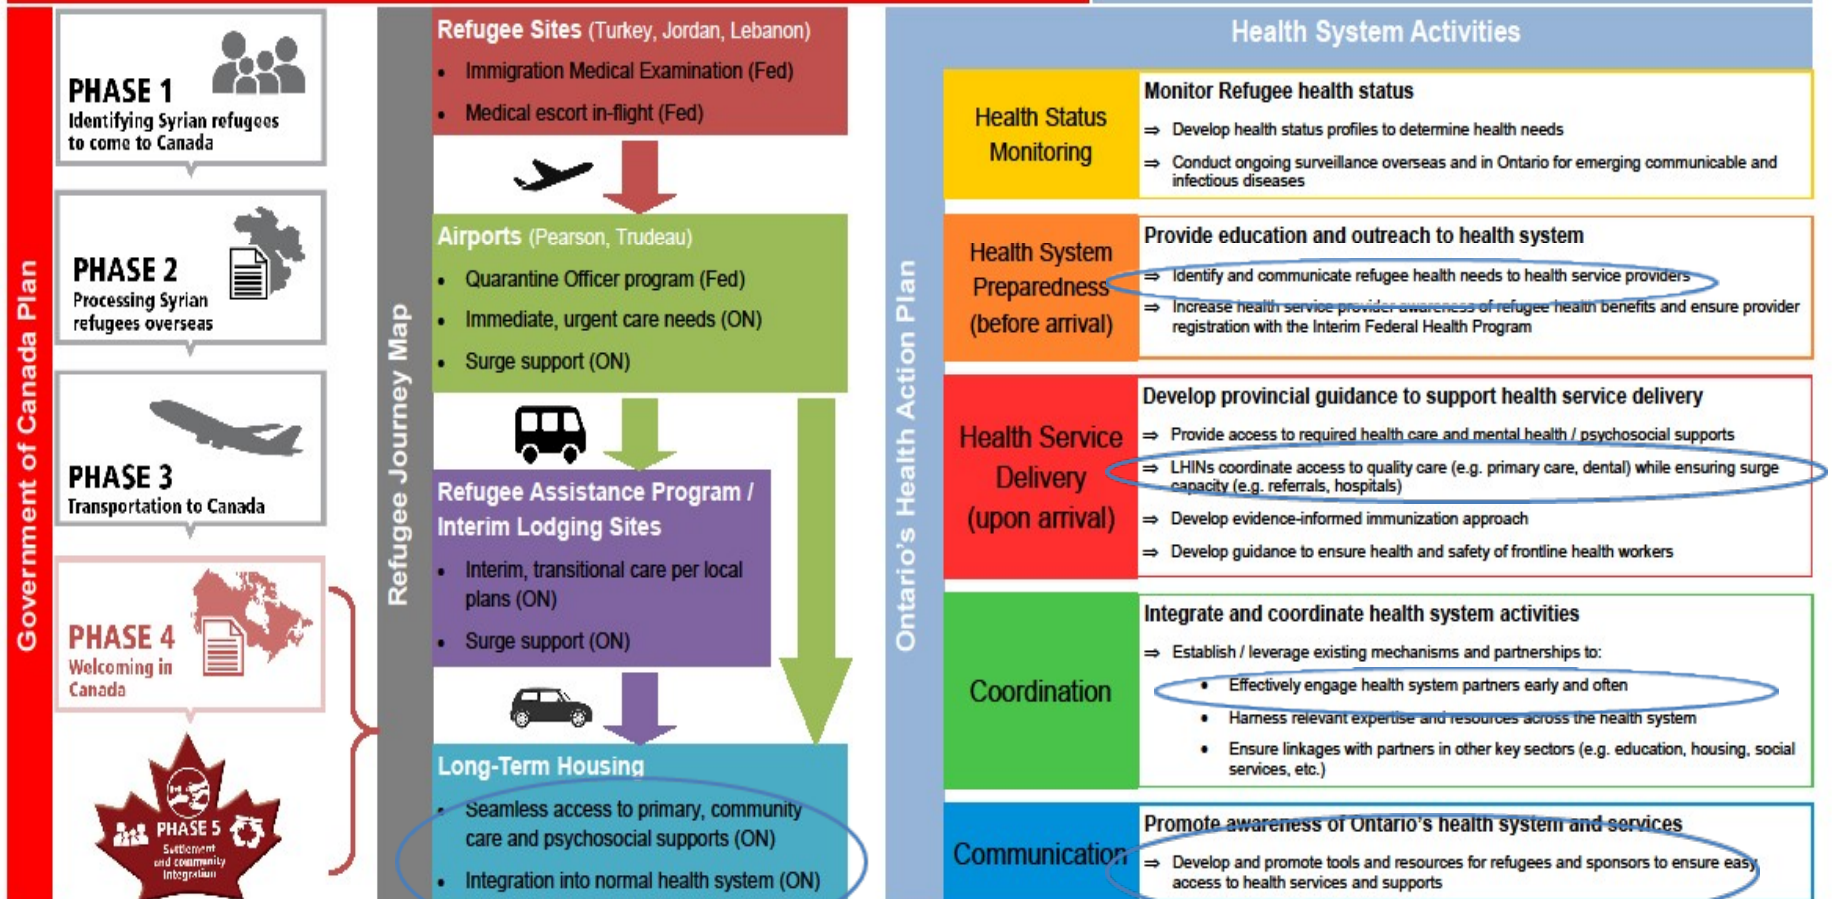 Government of Canada Plan
PHASE 1
Identifying Syrian refugees
to come to Canada
PHASE 2
Processing Syrian
refugees overseas
PHASE 3
Transportation to Canada
PHASE 4
Welcoming in
Canada
PHASE 5
Settlement
and community
Integration
Refugee Journey Map
Refugee Sites (Turkey, Jordan, Lebanon)
• Immigration Medical Examination (Fed)
• Medical escort in-flight (Fed)
Airports (Pearson, Trudeau)
• Quarantine Officer program (Fed)
• Immediate, urgent care needs (ON)
• Surge support (ON)
Refugee Assistance Program /
Interim Lodging Sites
• Interim, transitional care per local
plans (ON)
• Surge support (ON)
Long-Term Housing
• Seamless access to primary, community
care and psychosocial supports (ON)
• Integration into normal health system (ON)
Ontario's Health Action Plan
Health System Activities
Health Status
Monitoring
Monitor Refugee health status
⇒ Develop health status profiles to determine health needs
⇒ Conduct ongoing surveillance overseas and in Ontario for emerging communicable and
infectious diseases
Health System
Preparedness
(before arrival)
Provide education and outreach to health system
⇒ Identify and communicate refugee health needs to health service providers
⇒ Increase health service provider awareness of refugee health benefits and ensure provider
registration with the Interim Federal Health Program
Health Service
Delivery
(upon arrival)
Develop provincial guidance to support health service delivery
⇒ Provide access to required health care and mental health / psychosocial supports
⇒ LHINs coordinate access to quality care (e.g. primary care, dental) while ensuring surge
capacity (e.g. referrals, hospitals)
⇒ Develop evidence-informed immunization approach
⇒ Develop guidance to ensure health and safety of frontline health workers
Coordination
Integrate and coordinate health system activities
⇒ Establish / leverage existing mechanisms and partnerships to:
• Effectively engage health system partners early and often
• Harness relevant expertise and resources across the health system
• Ensure linkages with partners in other key sectors (e.g. education, housing, social
services, etc.)
Communication
Promote awareness of Ontario's health system and services
⇒ Develop and promote tools and resources for refugees and sponsors to ensure easy
access to health services and supports